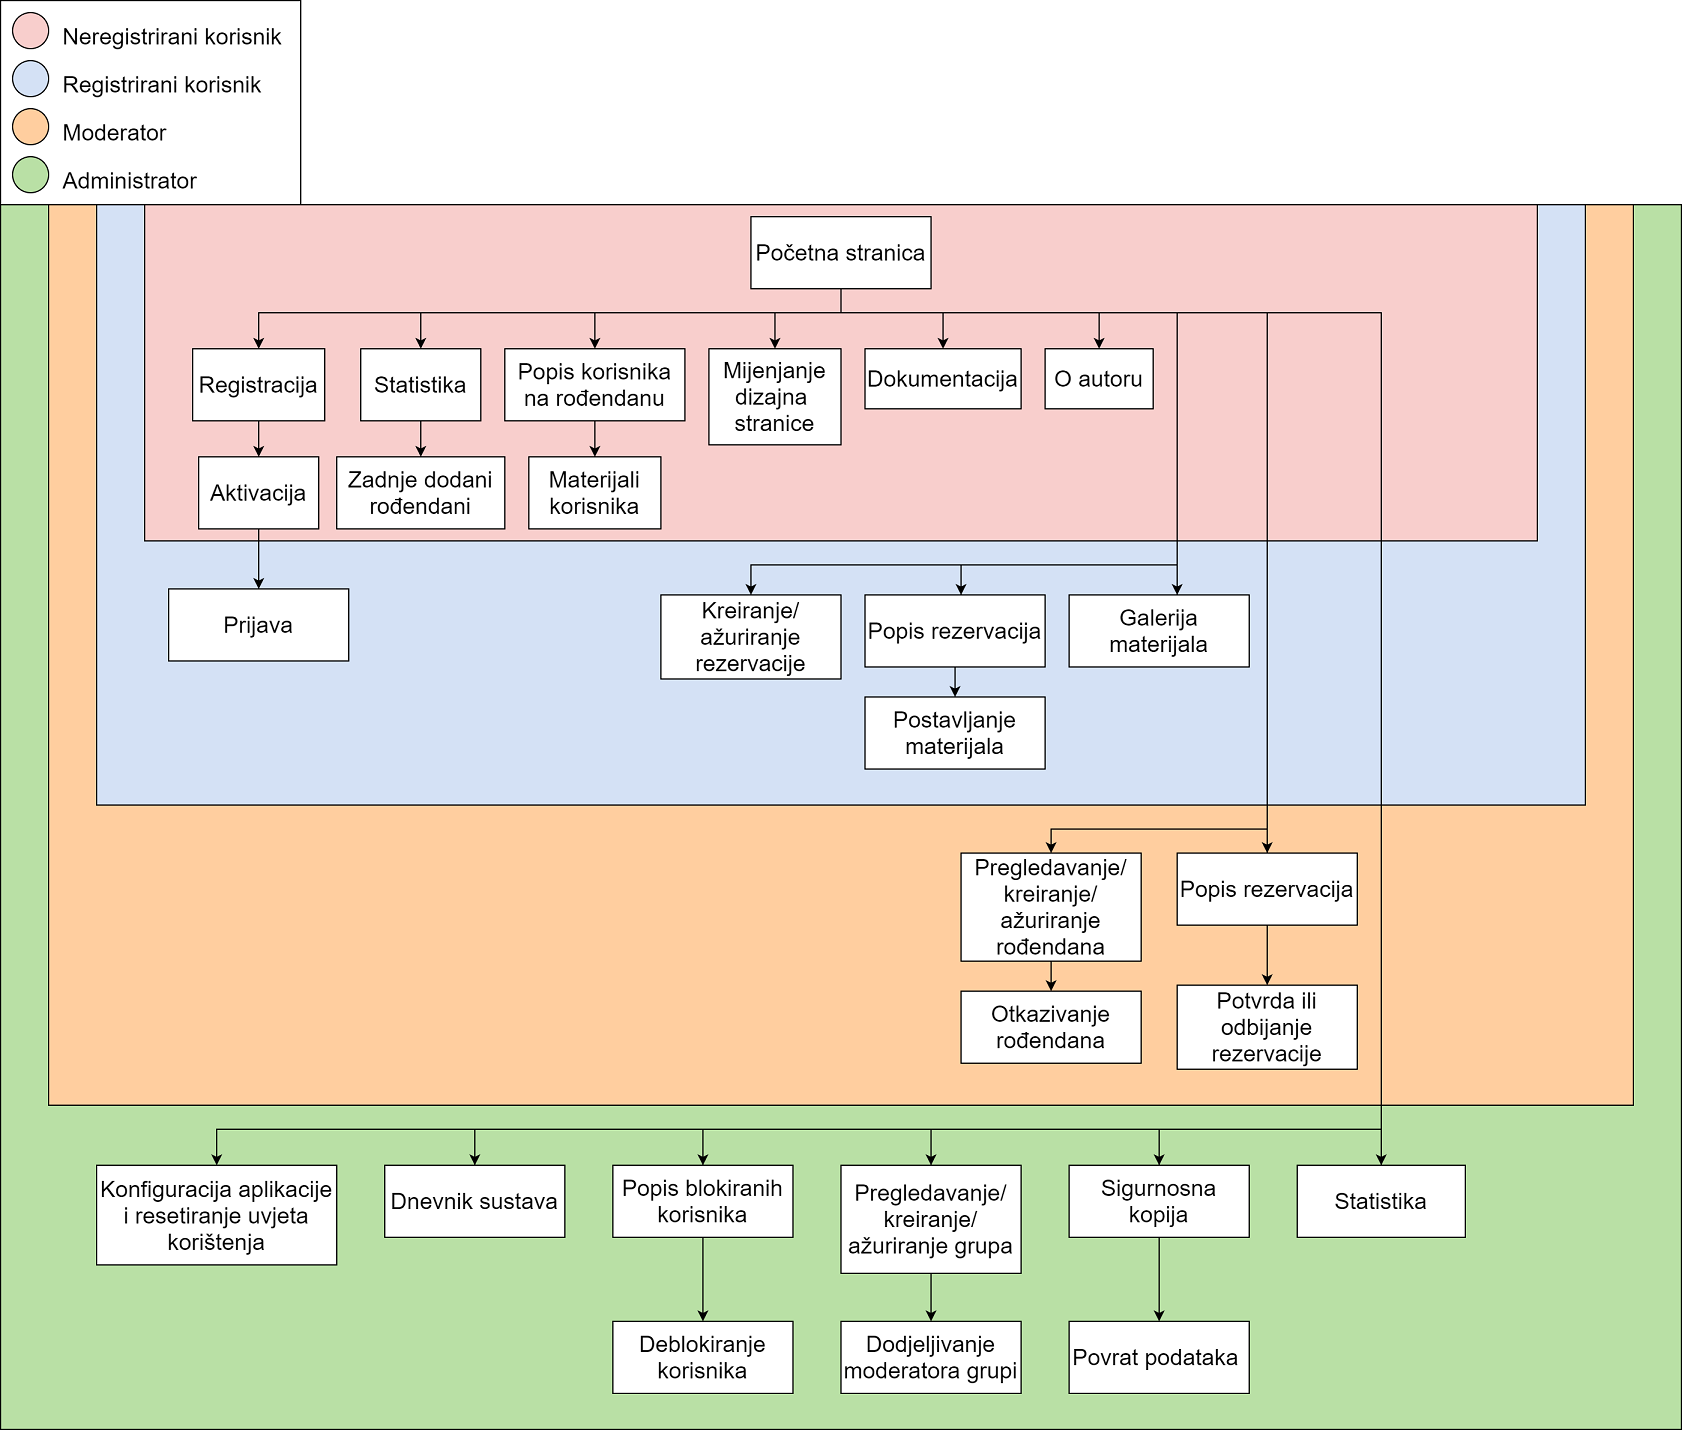 Neregistrirani korisnik
Registrirani korisnik
Moderator
Administrator
Početna stranica
Registracija
Statistika
Popis korisnika
na rođendanu
Mijenjanje
dizajna
stranice
Dokumentacija
O autoru
Aktivacija
Zadnje dodani
rođendani
Materijali
korisnika
Prijava
Kreiranje/
ažuriranje
rezervacije
Popis rezervacija
Galerija
materijala
Postavljanje
materijala
Pregledavanje/
kreiranje/
ažuriranje
rođendana
Popis rezervacija
Otkazivanje
rođendana
Potvrda ili
odbijanje
rezervacije
Konfiguracija aplikacije
i resetiranje uvjeta
korištenja
Dnevnik sustava
Popis blokiranih
korisnika
Pregledavanje/
kreiranje/
ažuriranje grupa
Sigurnosna
kopija
Statistika
Deblokiranje
korisnika
Dodjeljivanje
moderatora grupi
Povrat podataka